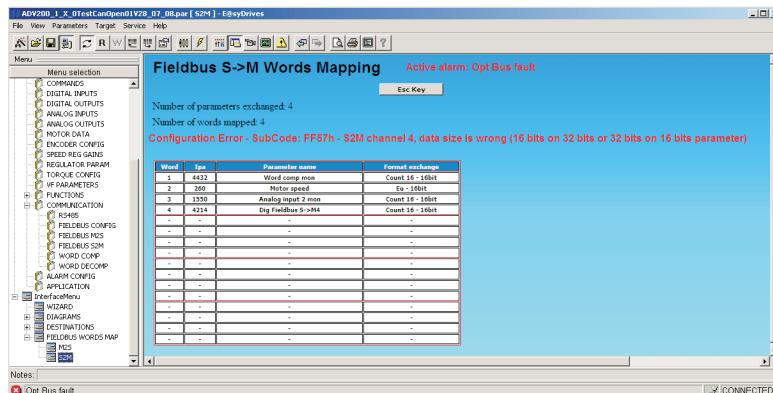 ADV200_1_X_0TestCanOpen01V28_07_08.par [ S2M ] - E@syDrives
File View Parameters Target Service Help
Menu
Menu selection
COMMANDS
DIGITAL INPUTS
DIGITAL OUTPUTS
ANALOG INPUTS
ANALOG OUTPUTS
MOTOR DATA
ENCODER CONFIG
SPEED REG GAINS
REGULATOR PARAM
TORQUE CONFIG
VF PARAMETERS
FUNCTIONS
COMMUNICATION
RS485
FIELDBUS CONFIG
FIELDBUS M2S
FIELDBUS S2M
WORD COMP
WORD DECOMP
ALARM CONFIG
APPLICATION
InterfaceMenu
WIZARD
DIAGRAMS
DESTINATIONS
FIELDBUS WORDS MAP
M2S
S2M
Fieldbus S->M Words Mapping Active alarm: Opt Bus fault
Esc Key
Number of parameters exchanged: 4
Number of words mapped: 4
Configuration Error - SubCode: FF57h - S2M channel 4, data size is wrong (16 bits on 32 bits or 32 bits on 16 bits parameter)
Word Ipa Parameter name Format exchange
1 4432 Word comp mon Count 16 - 16bit
2 260 Motor speed Eu - 16bit
3 1550 Analog input 2 mon Count 16 - 16bit
4 4214 Dig Fieldbus S->M4 Count 16 - 16bit
- - - -
- - - -
- - - -
- - - -
- - - -
- - - -
- - - -
- - - -
- - - -
- - - -
- - - -
- - - -
Notes:
Opt Bus fault CONNECTED